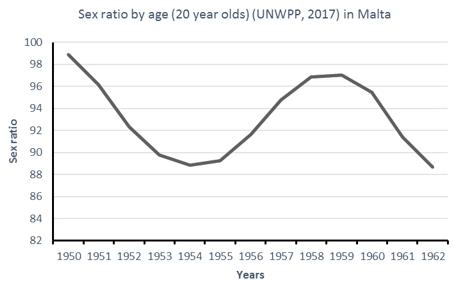 Sex ratio by age (20 year olds) (UNWPP, 2017) in Malta
100
98
96
94
92
90
88
86
84
82
Sex ratio
1950 1951 1952 1953 1954 1955 1956 1957 1958 1959 1960 1961 1962
Years